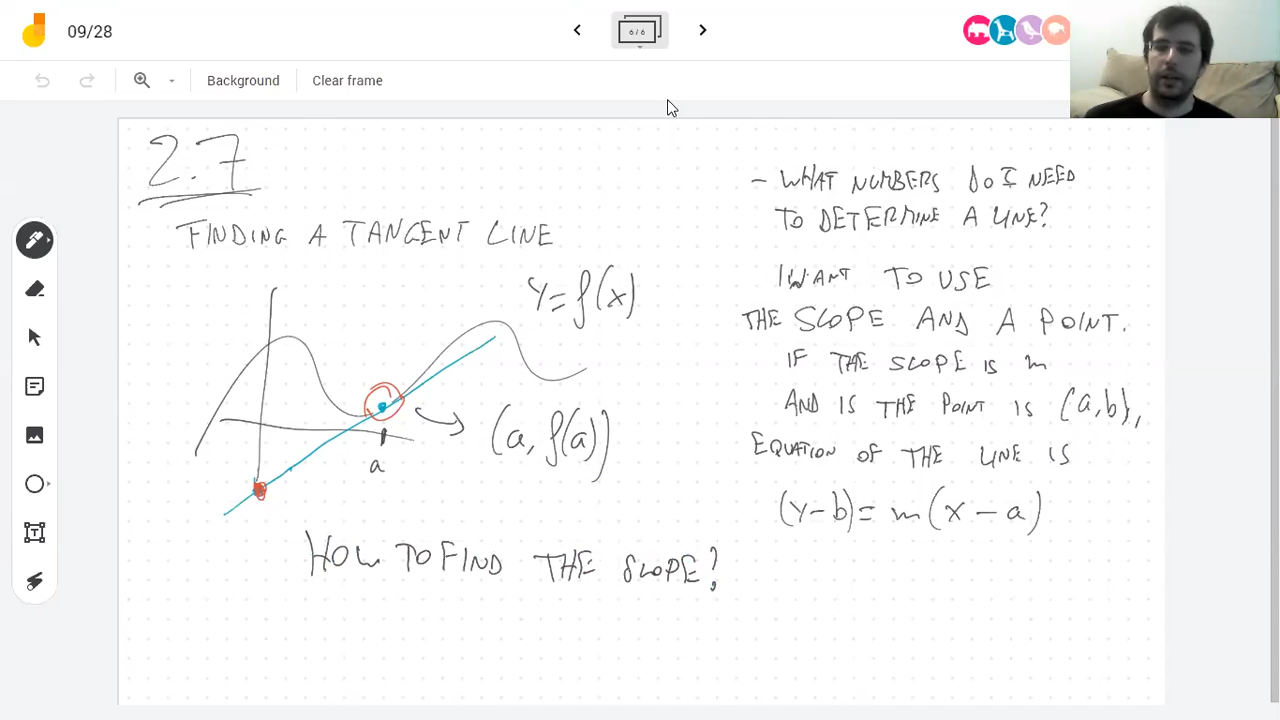 09/28
6/6
Background
Clear frame
2.7
FINDING A TANGENT LINE
Y=f(x)
(a, f(a))
a
HOW TO FIND THE SLOPE?
- WHAT NUMBERS DO I NEED
TO DETERMINE A LINE?
I WANT TO USE
THE SLOPE AND A POINT.
IF THE SLOPE IS m
AND IS THE POINT IS (a,b),
EQUATION OF THE LINE IS
(Y-b)= m(X-a)